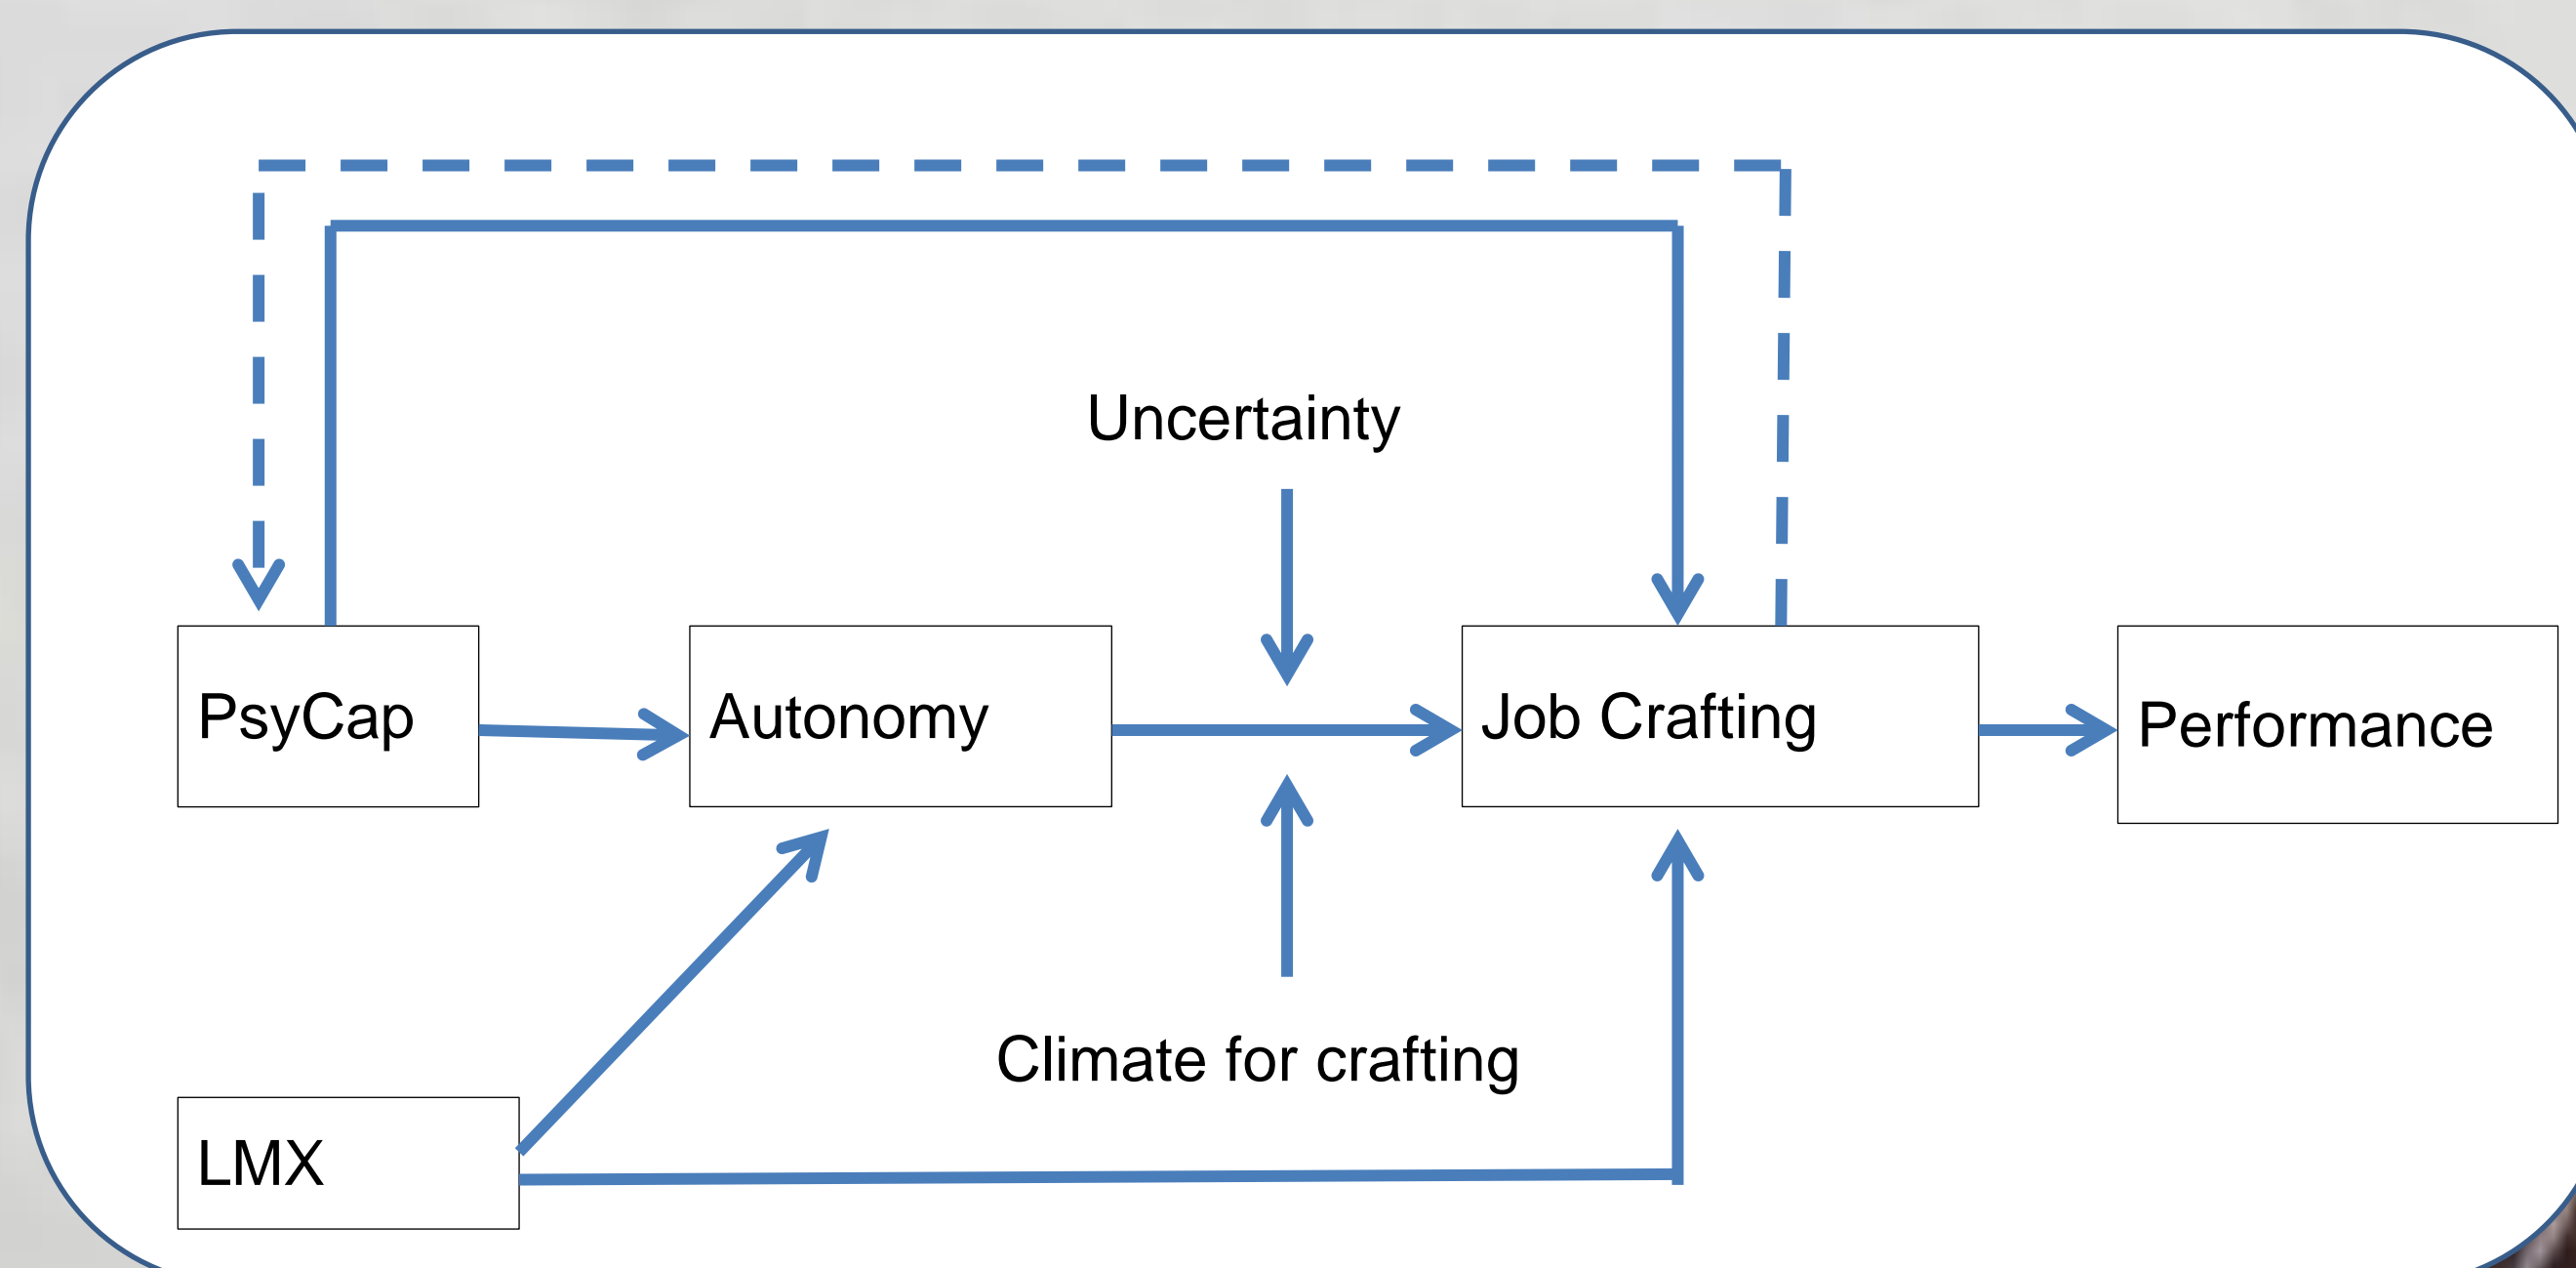 Uncertainty
PsyCap
Autonomy
Job Crafting
Performance
Climate for crafting
LMX